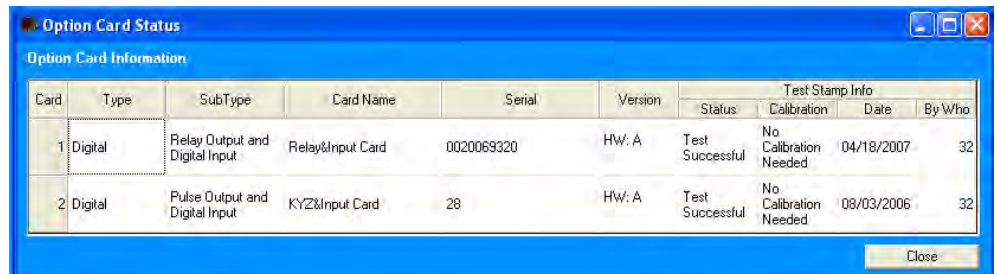 Option Card Status
Option Card Information
Card Type SubType Card Name Serial Version Test Stamp Info
Status Calibration Date By Who
1 Digital Relay Output and Digital Input Relay&Input Card 0020069320 HW: A Test Successful No Calibration Needed 04/18/2007 32
2 Digital Pulse Output and Digital Input KYZ&Input Card 28 HW: A Test Successful No Calibration Needed 08/03/2006 32
Close